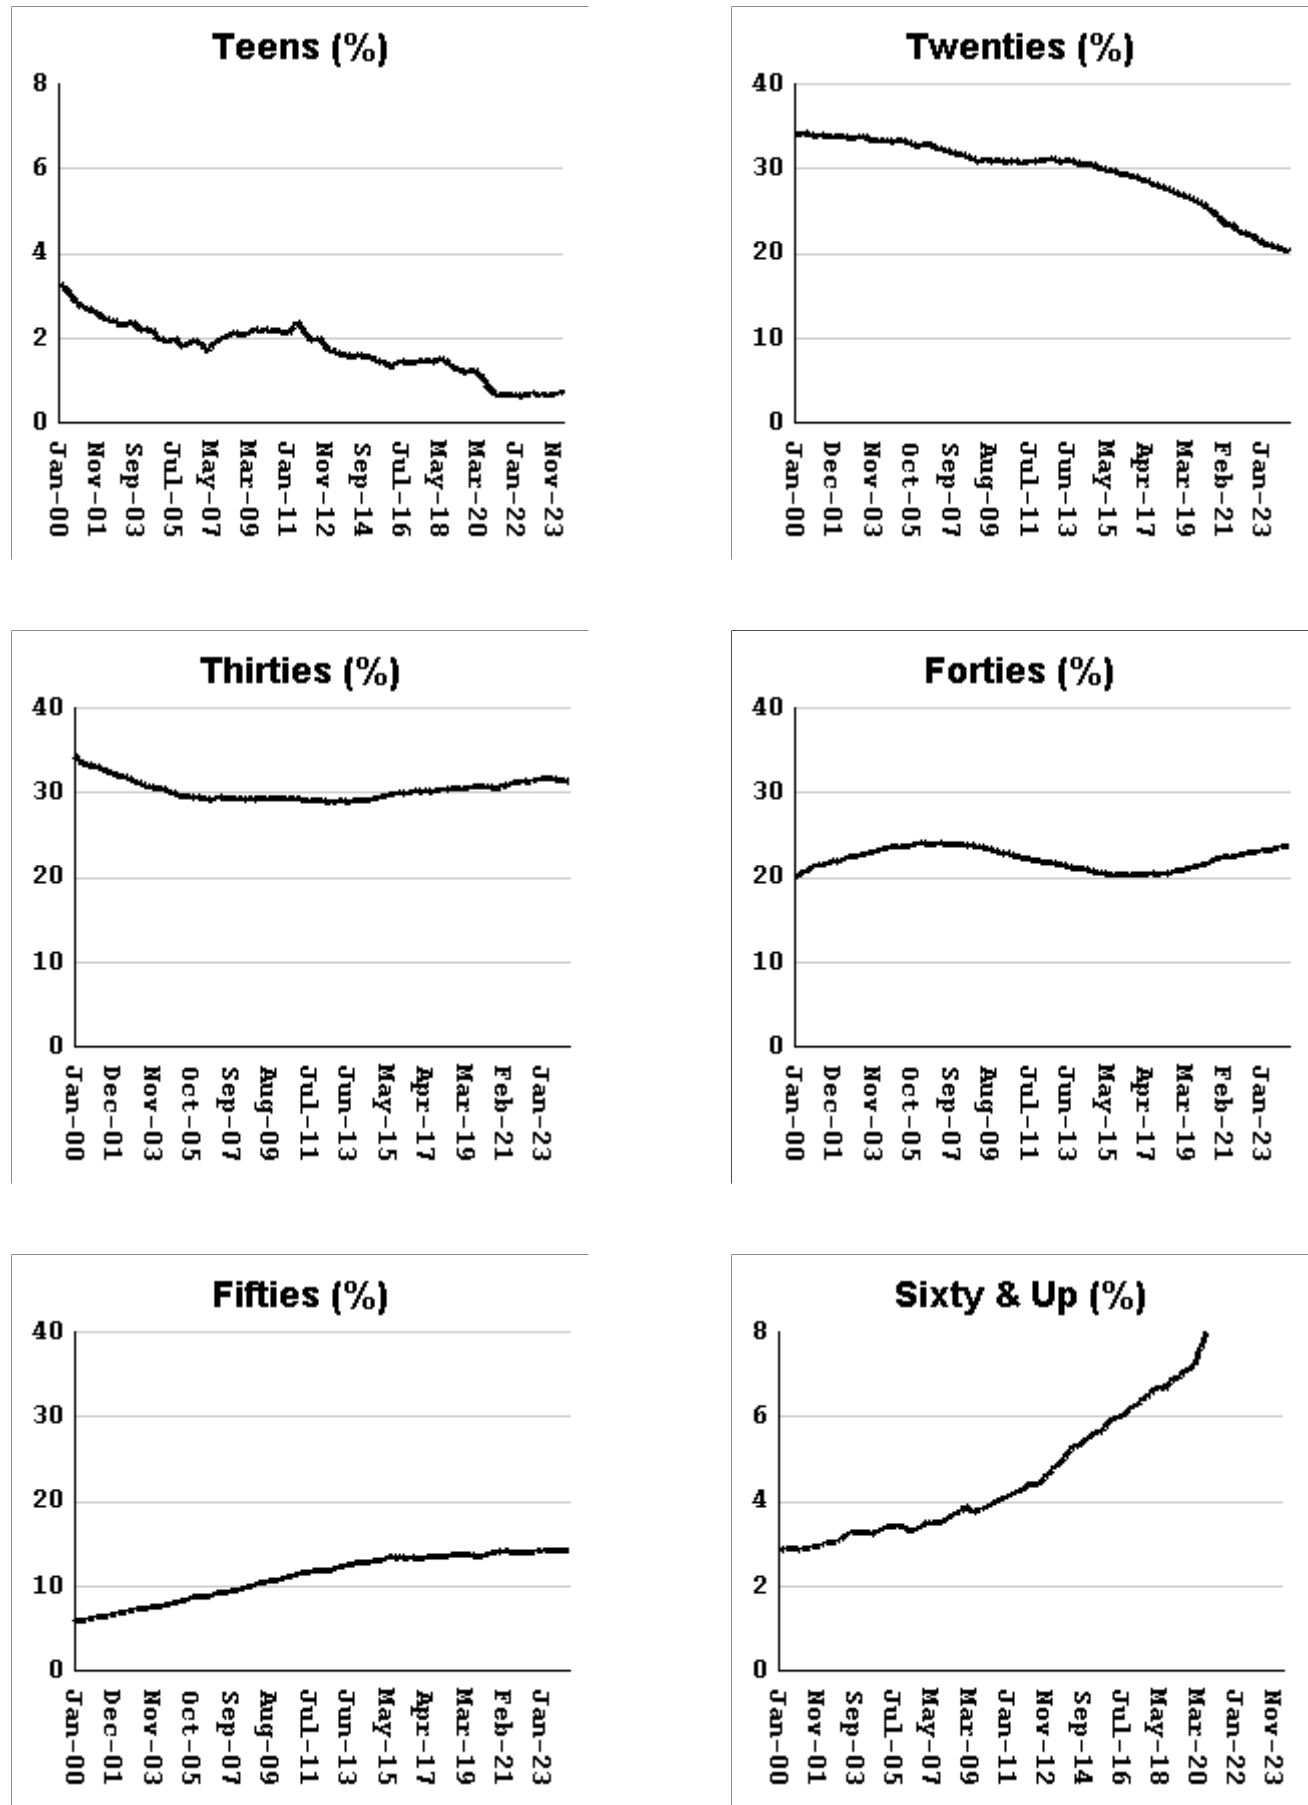 Teens (%)
8
6
4
2
0
Jan-00 Nov-01 Sep-03 Jul-05 May-07 Mar-09 Jan-11 Nov-12 Sep-14 Jul-16 May-18 Mar-20 Jan-22 Nov-23
Twenties (%)
40
30
20
10
0
Jan-00 Dec-01 Nov-03 Oct-05 Sep-07 Aug-09 Jul-11 Jun-13 May-15 Apr-17 Mar-19 Feb-21 Jan-23
Thirties (%)
40
30
20
10
0
Jan-00 Dec-01 Nov-03 Oct-05 Sep-07 Aug-09 Jul-11 Jun-13 May-15 Apr-17 Mar-19 Feb-21 Jan-23
Forties (%)
40
30
20
10
0
Jan-00 Dec-01 Nov-03 Oct-05 Sep-07 Aug-09 Jul-11 Jun-13 May-15 Apr-17 Mar-19 Feb-21 Jan-23
Fifties (%)
40
30
20
10
0
Jan-00 Dec-01 Nov-03 Oct-05 Sep-07 Aug-09 Jul-11 Jun-13 May-15 Apr-17 Mar-19 Feb-21 Jan-23
Sixty & Up (%)
8
6
4
2
0
Jan-00 Nov-01 Sep-03 Jul-05 May-07 Mar-09 Jan-11 Nov-12 Sep-14 Jul-16 May-18 Mar-20 Jan-22 Nov-23